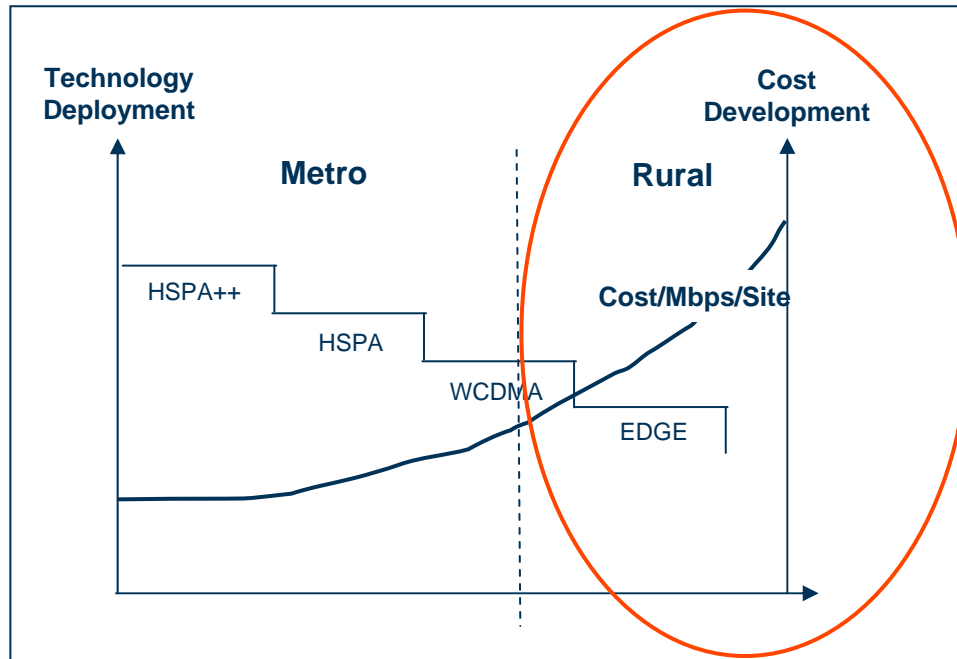 Technology
Deployment
Cost
Development
Metro
Rural
HSPA++
Cost/Mbps/Site
HSPA
WCDMA
EDGE